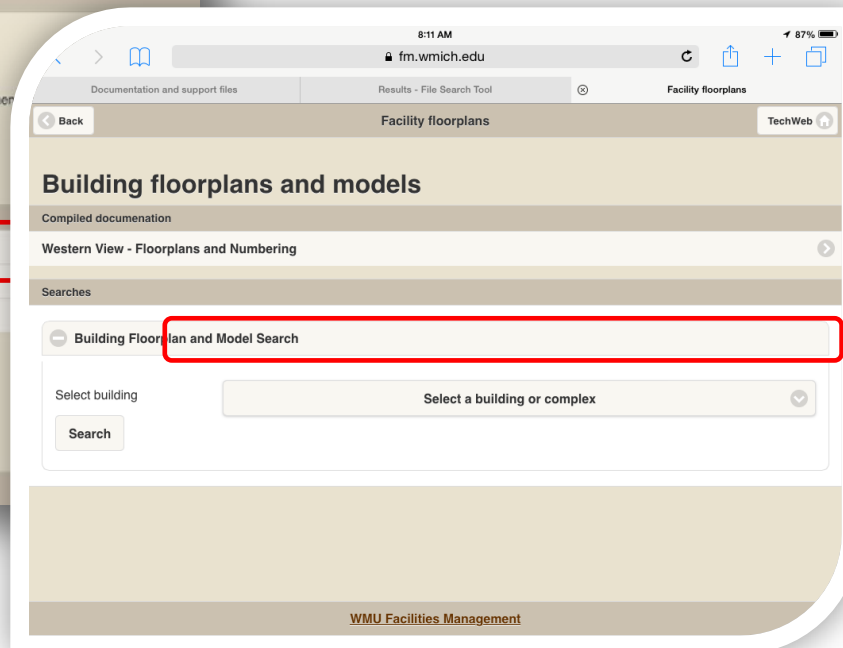 8:11 AM
87%
fm.wmich.edu
Documentation and support files
Results - File Search Tool
Facility floorplans
Back
Facility floorplans
TechWeb
Building floorplans and models
Compiled documenation
Western View - Floorplans and Numbering
Searches
Building Floorplan and Model Search
Select building
Select a building or complex
Search
WMU Facilities Management